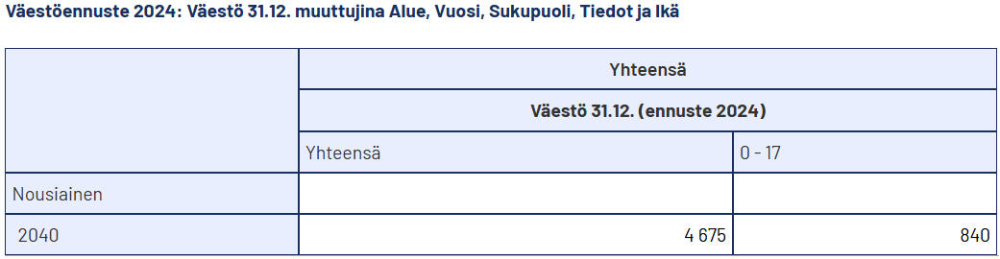 Väestöennuste 2024: Väestö 31.12. muuttujina Alue, Vuosi, Sukupuoli, Tiedot ja Ikä
Yhteensä
Väestö 31.12. (ennuste 2024)
Yhteensä 0 - 17
Nousiainen
2040 4 675 840